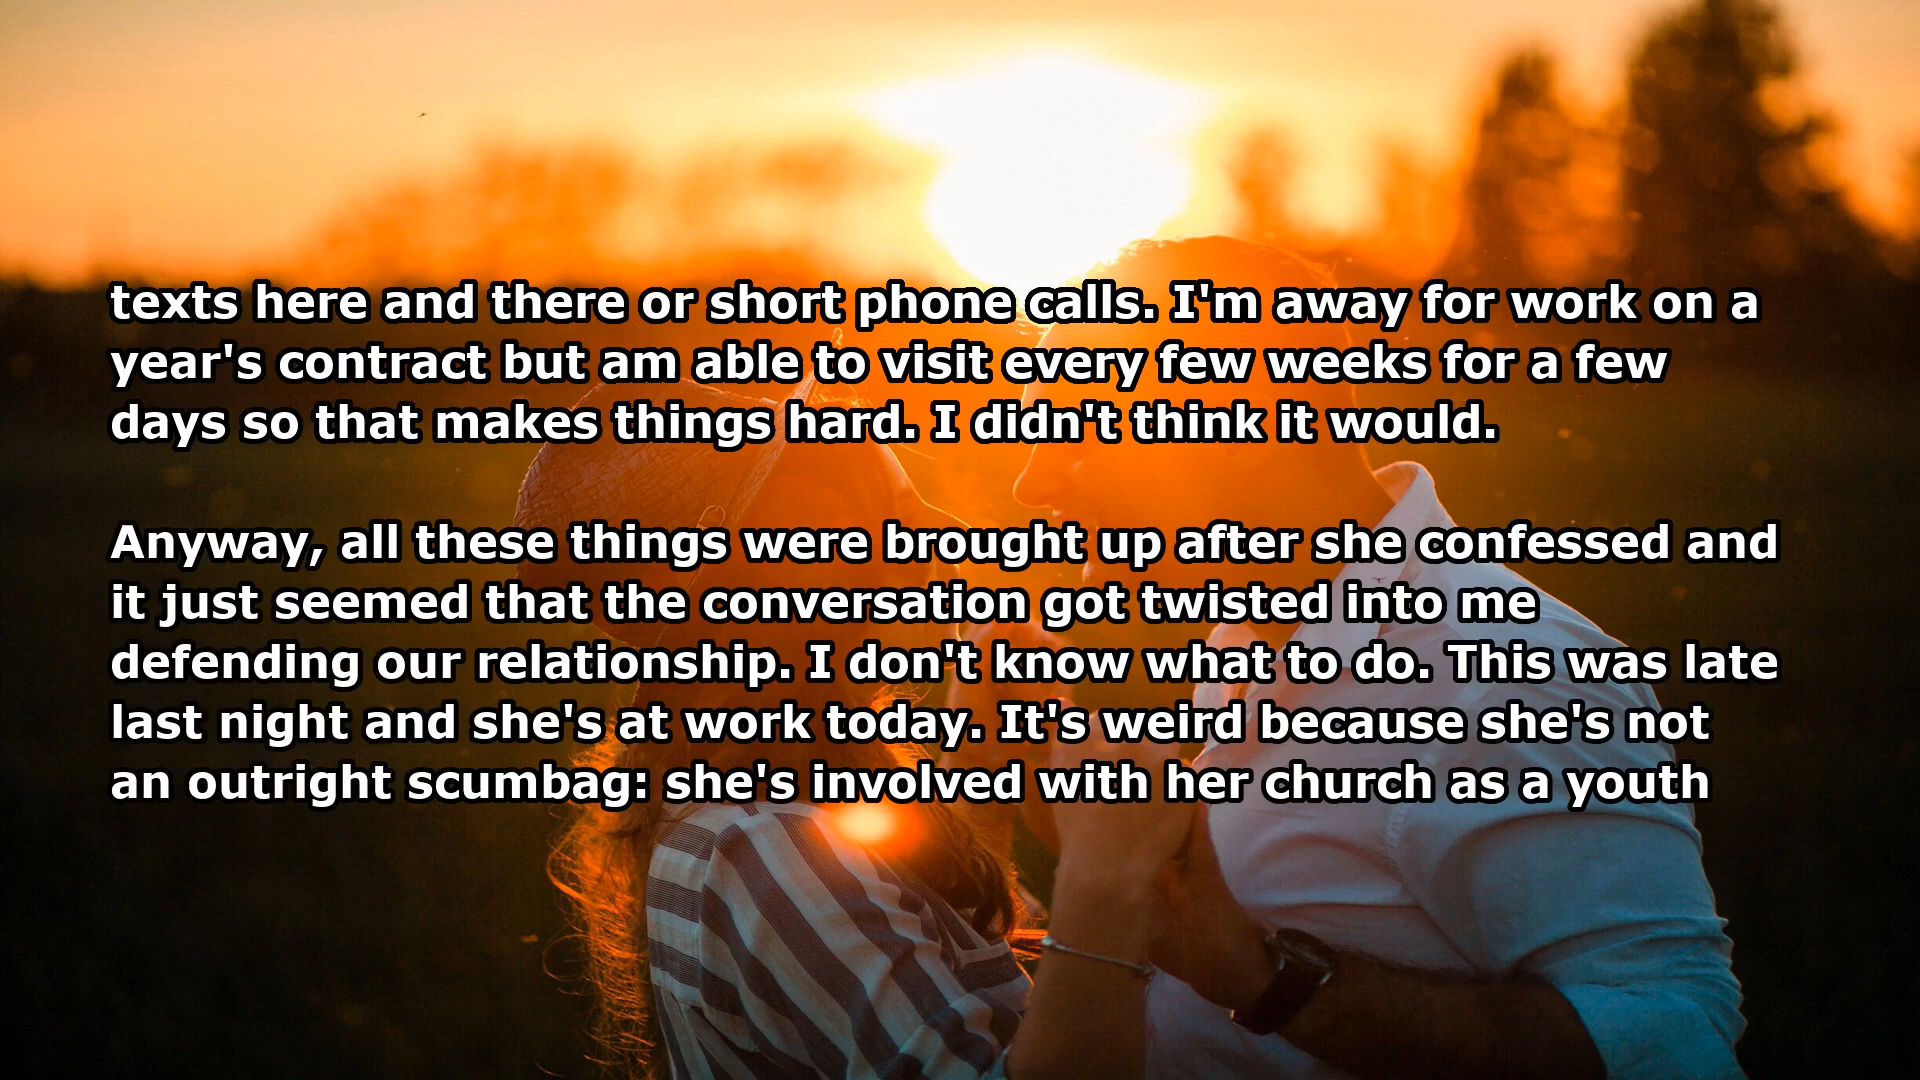 texts here and there or short phone calls. I'm away for work on a
year's contract but am able to visit every few weeks for a few
days so that makes things hard. I didn't think it would.
Anyway, all these things were brought up after she confessed and
it just seemed that the conversation got twisted into me
defending our relationship. I don't know what to do. This was late
last night and she's at work today. It's weird because she's not
an outright scumbag: she's involved with her church as a youth